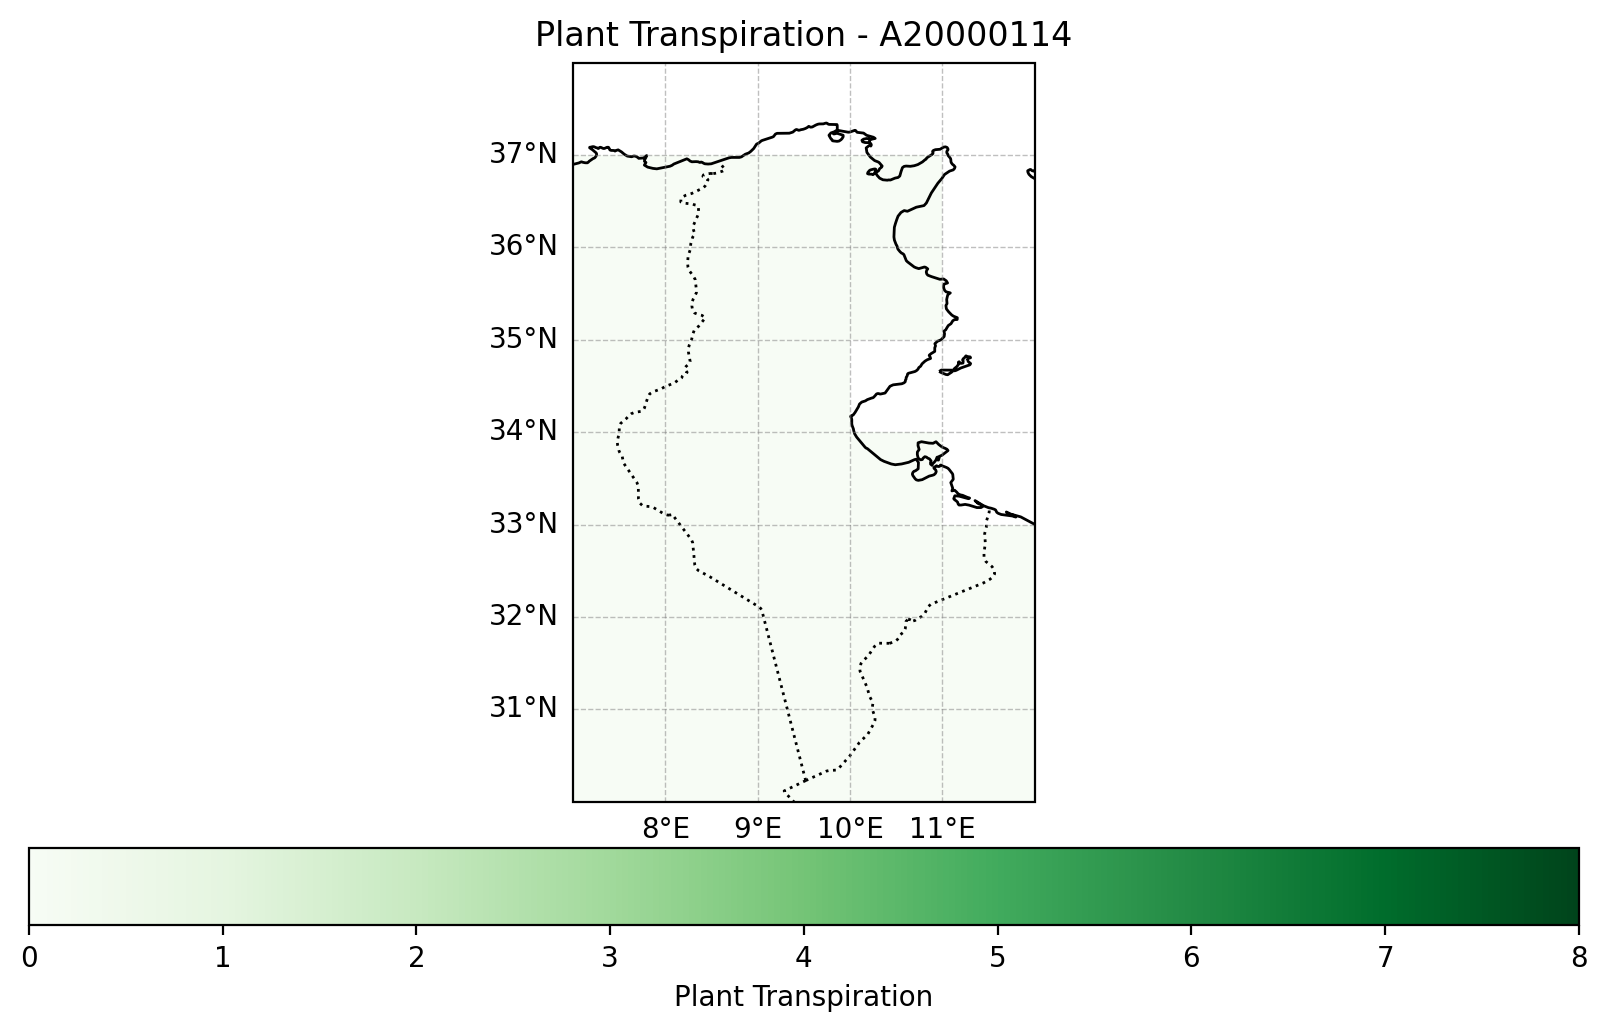 Plant Transpiration - A20000114
37°N
36°N
35°N
34°N
33°N
32°N
31°N
8°E 9°E 10°E 11°E
0 1 2 3 4 5 6 7 8
Plant Transpiration